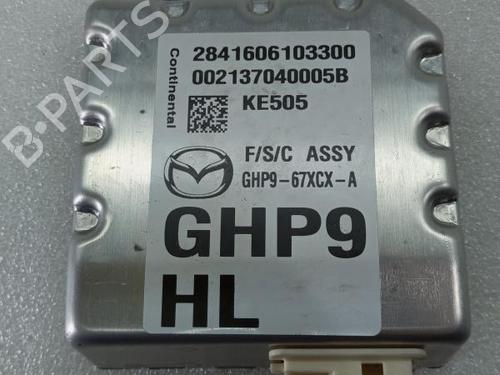 Continental
2841606103300
002137040005B
KE505
F/S/C ASSY
GHP9-67XCX-A
GHP9
HL
B-PARTS